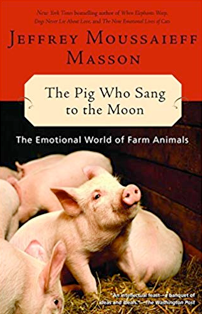 New York Times bestselling author of When Elephants Weep,
Dogs Never Lie About Love, and The Nine Emotional Lives of Cats
JEFFREY MOUSSAIEFF
MASSON
The Pig Who Sang
to the Moon
The Emotional World of Farm Animals
"An intellectual feast—a banquet of
ideas and ideals." —The Washington Post